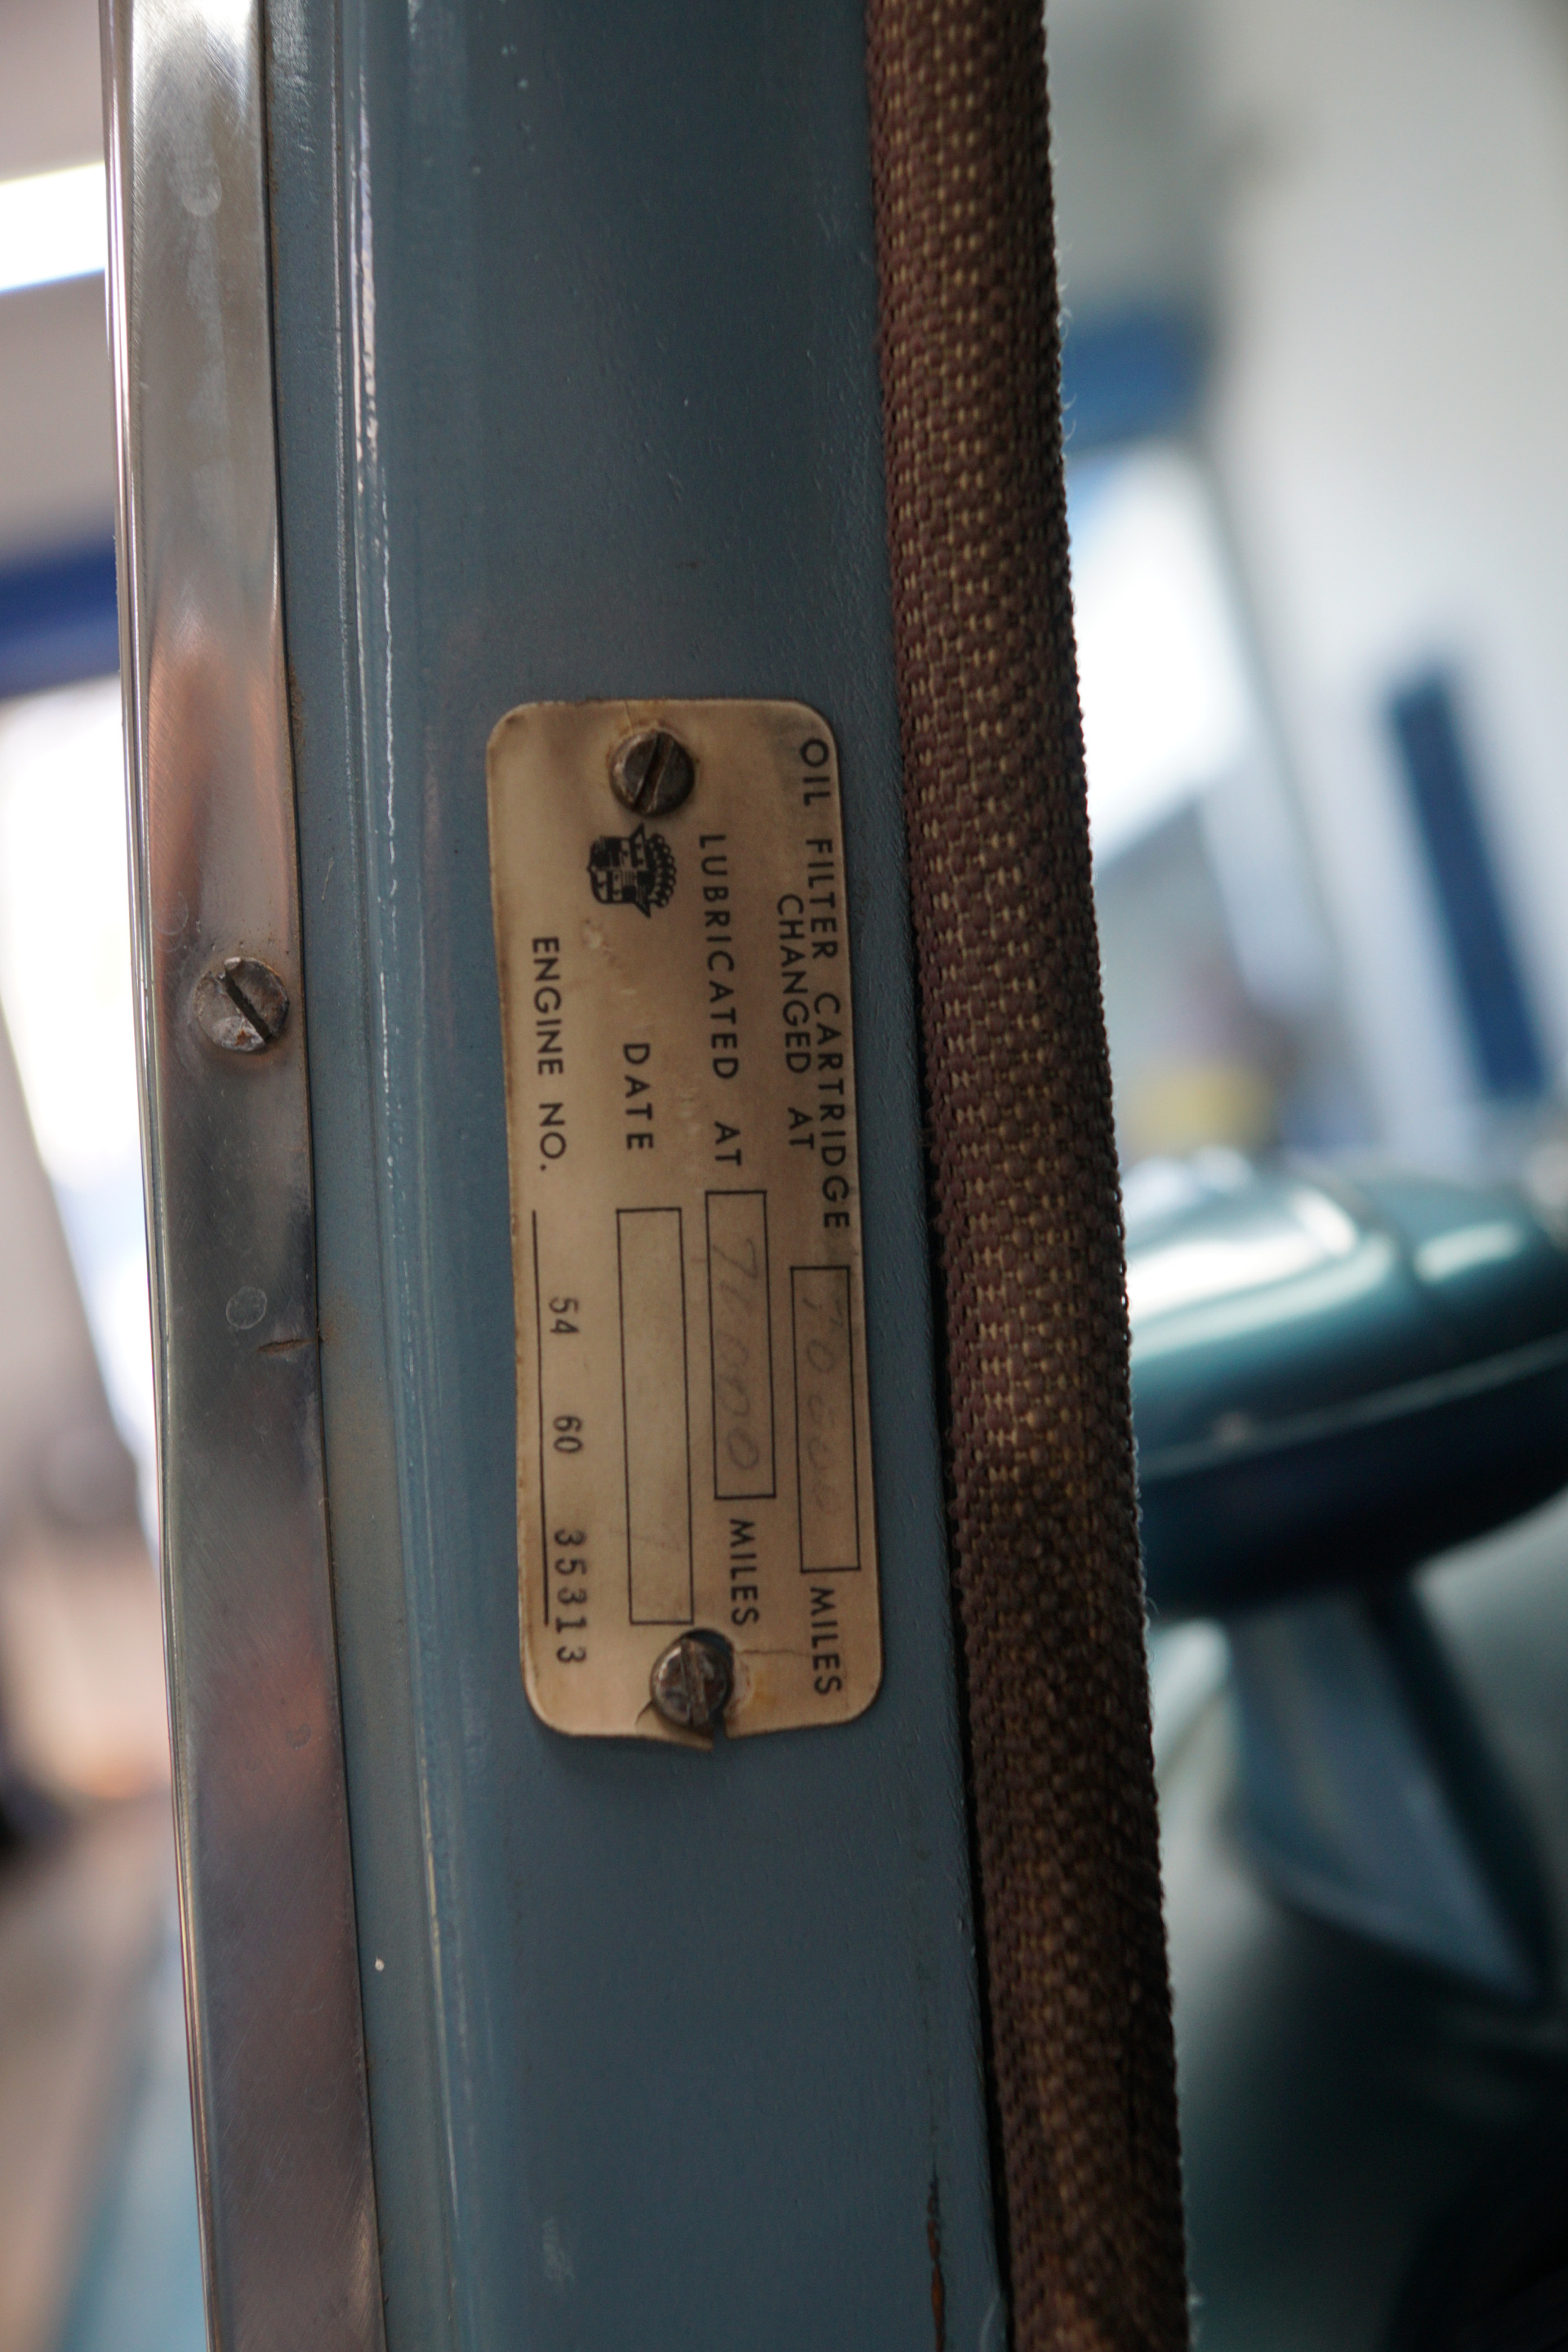 OIL FILTER CARTRIDGE
CHANGED AT MILES
LUBRICATED AT MILES
DATE
ENGINE NO. 54 60 35313